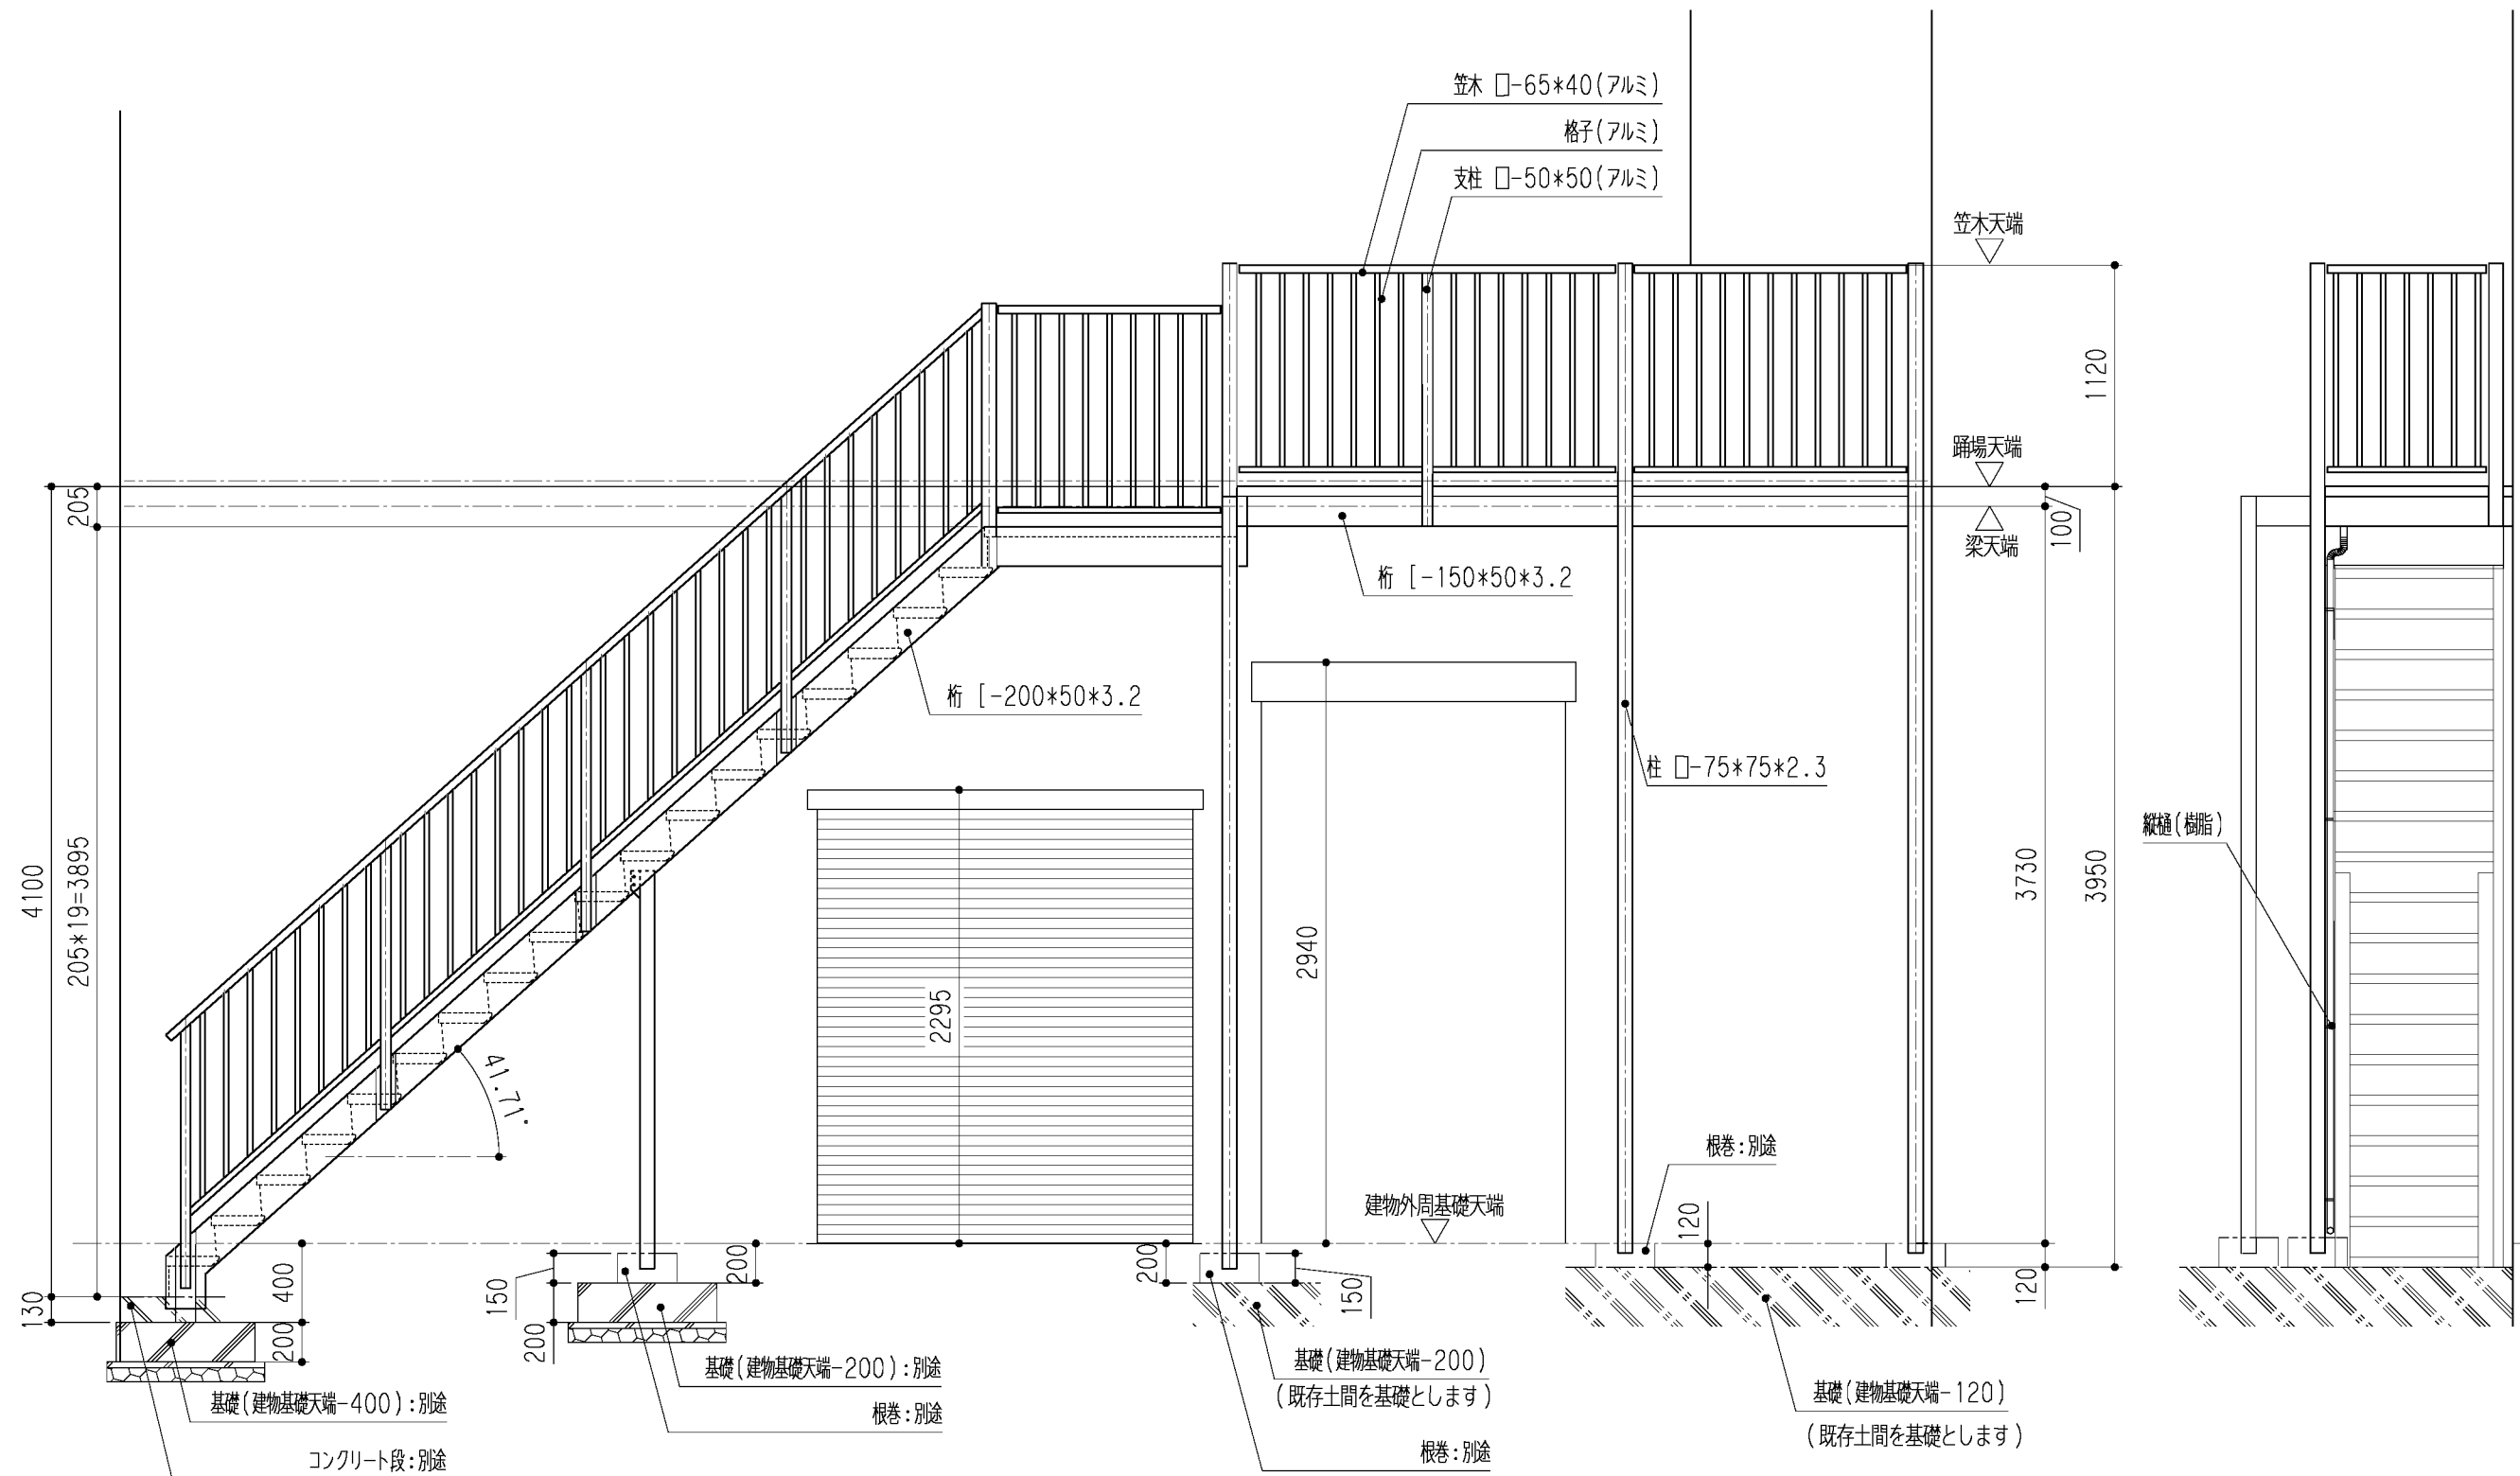 笠木 □-65*40(アルミ)
格子(アルミ)
支柱 □-50*50(アルミ)
笠木天端
1120
踊場天端
205
梁天端
100
桁 [-150*50*3.2
桁 [-200*50*3.2
柱 □-75*75*2.3
縦樋(樹脂)
4100
205*19=3895
3730
3950
2940
2295
41.71°
根巻:別途
建物外周基礎天端
120
120
200
200
150
150
400
130
200
200
基礎(建物基礎天端-200):別途
根巻:別途
基礎(建物基礎天端-200)
(既存土間を基礎とします)
根巻:別途
基礎(建物基礎天端-120)
(既存土間を基礎とします)
基礎(建物基礎天端-400):別途
コンクリート段:別途